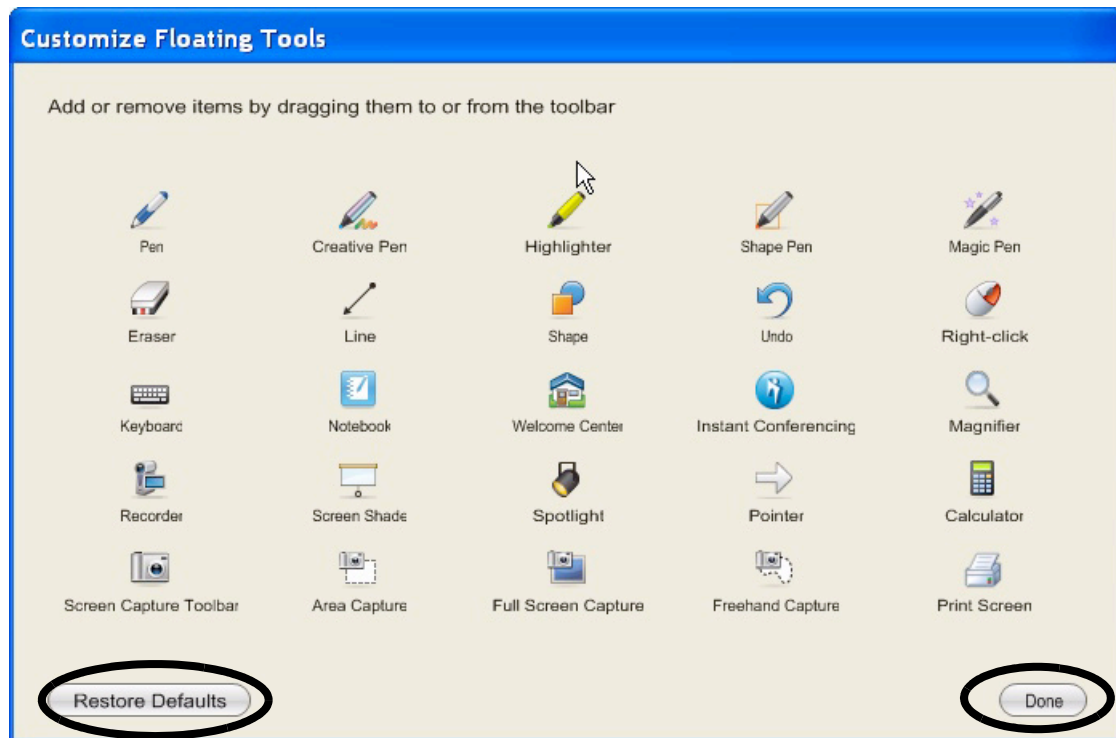 Customize Floating Tools
Add or remove items by dragging them to or from the toolbar
Pen Creative Pen Highlighter Shape Pen Magic Pen
Eraser Line Shape Undo Right-click
Keyboard Notebook Welcome Center Instant Conferencing Magnifier
Recorder Screen Shade Spotlight Pointer Calculator
Screen Capture Toolbar Area Capture Full Screen Capture Freehand Capture Print Screen
Restore Defaults Done